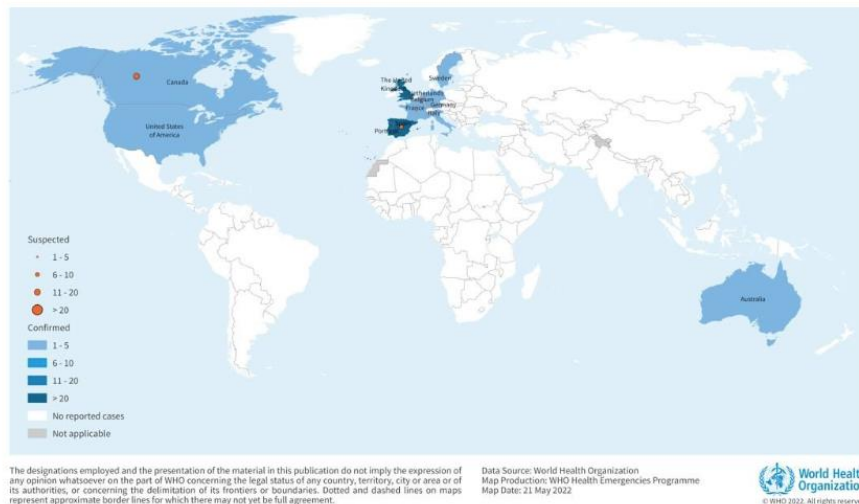 Canada
United States
of America
The United
Kingdom
Sweden
Netherlands
Belgium
Germany
France
Italy
Australia
Suspected
1 - 5
6 - 10
11 - 20
> 20
Confirmed
1 - 5
6 - 10
11 - 20
> 20
No reported cases
Not applicable
The designations employed and the presentation of the material in this publication do not imply the expression of
any opinion whatsoever on the part of WHO concerning the legal status of any country, territory, city or area or of
its authorities, or concerning the delimitation of its frontiers or boundaries. Dotted and dashed lines on maps
represent approximate border lines for which there may not yet be full agreement.
Data Source: World Health Organization
Map Production: WHO Health Emergencies Programme
Map Date: 21 May 2022
World Heal
Organizatio
© WHO 2022. All rights reserve